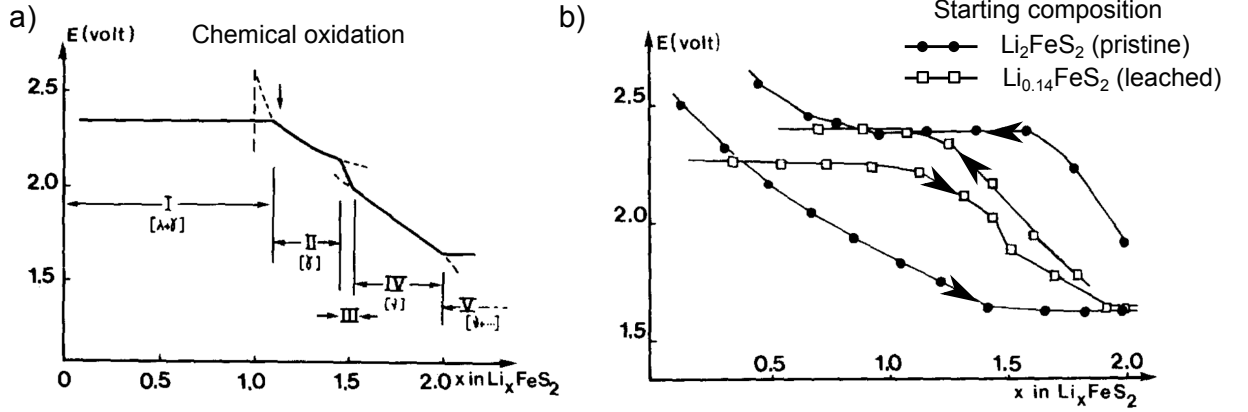 a)
E(volt)
Chemical oxidation
2.5
2.0
1.5
I
[λ+γ]
II
[γ]
III
IV
[ν]
V
[ν+...]
0
0.5
1.0
1.5
2.0
x in LiₓFeS₂
b)
E(volt)
Starting composition
Li₂FeS₂ (pristine)
Li₀.₁₄FeS₂ (leached)
2.5
2.0
1.5
0.5
1.0
1.5
2.0
x in LiₓFeS₂